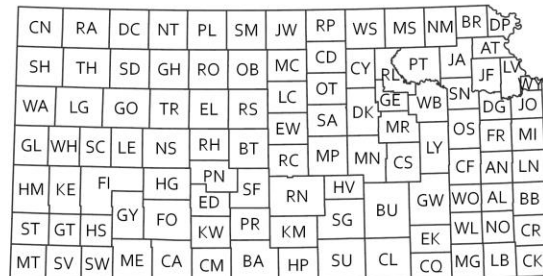 CN RA DC NT PL SM JW RP WS MS NM BR DP
SH TH SD GH RO OB MC CD CY RL PT JA AT
LV JF WY
WA LG GO TR EL RS LC OT GE WB SN DG JO
EW SA DK MR OS FR MI
GL WH SC LE NS RH BT RC MP MN CS LY CF AN LN
HM KE FI HG PN SF RN HV BU GW WO AL BB
ST GT HS GY FO ED PR KM SG WL NO CR
KW EK
MT SV SW ME CA CM BA HP SU CL CQ MG LB CK